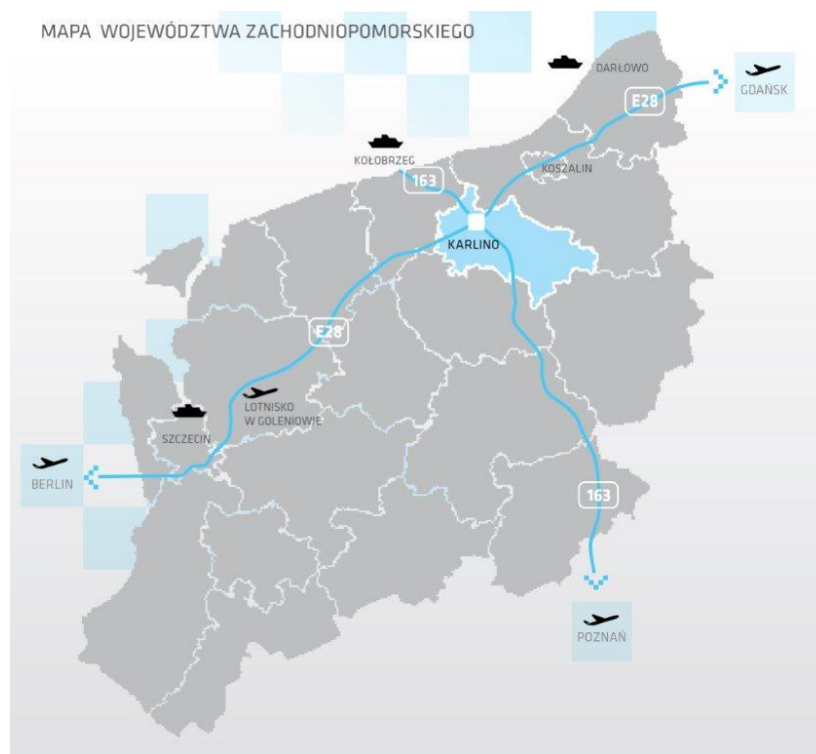 MAPA WOJEWÓDZTWA ZACHODNIOPOMORSKIEGO
DARŁOWO
GDAŃSK
E28
KOŁOBRZEG
163
KOSZALIN
KARLINO
E28
LOTNISKO
W GOLENIOWIE
SZCZECIN
BERLIN
163
POZNAŃ